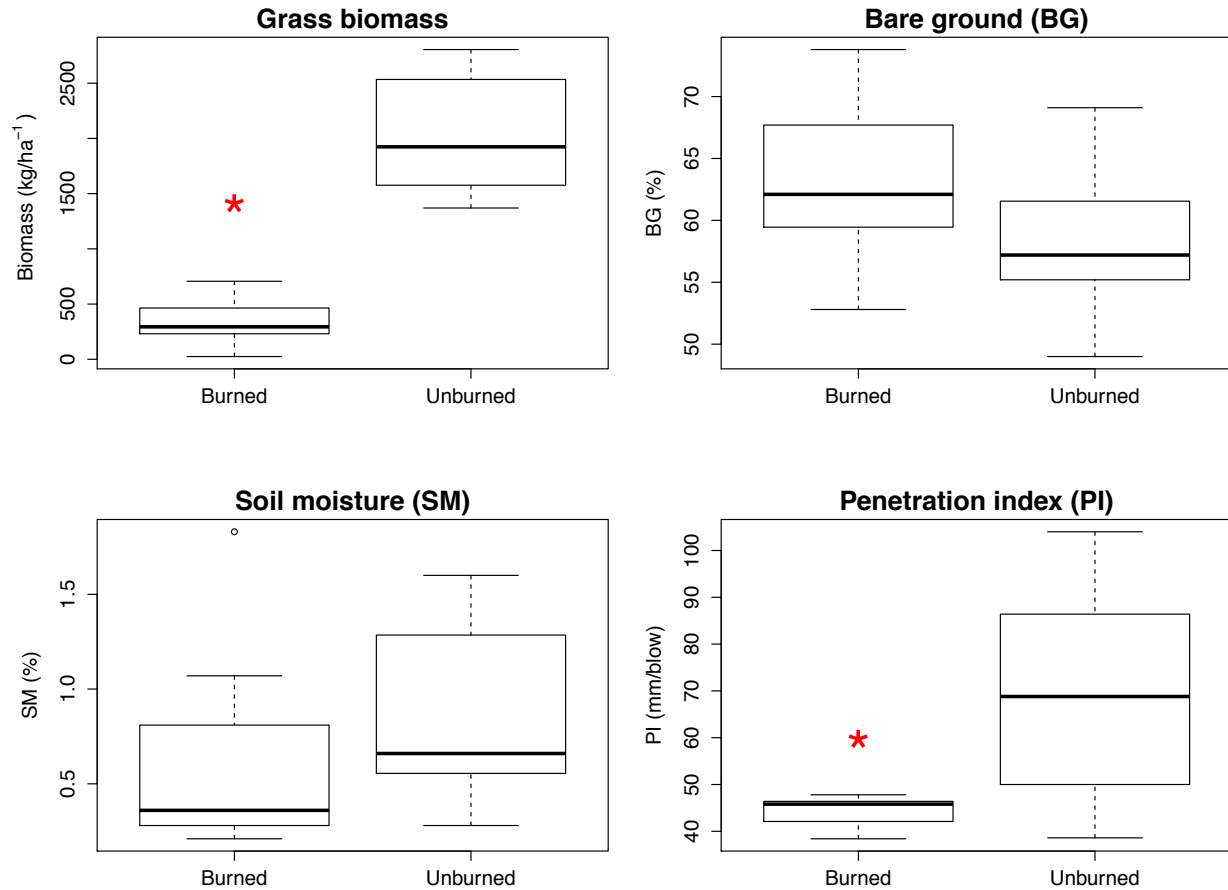 Grass biomass
Biomass (kg/ha⁻¹)
2500
1500
500
0
*
Burned
Unburned
Bare ground (BG)
BG (%)
70
65
60
55
50
Burned
Unburned
Soil moisture (SM)
SM (%)
1.5
1.0
0.5
Burned
Unburned
Penetration index (PI)
PI (mm/blow)
100
90
80
70
60
50
40
*
Burned
Unburned